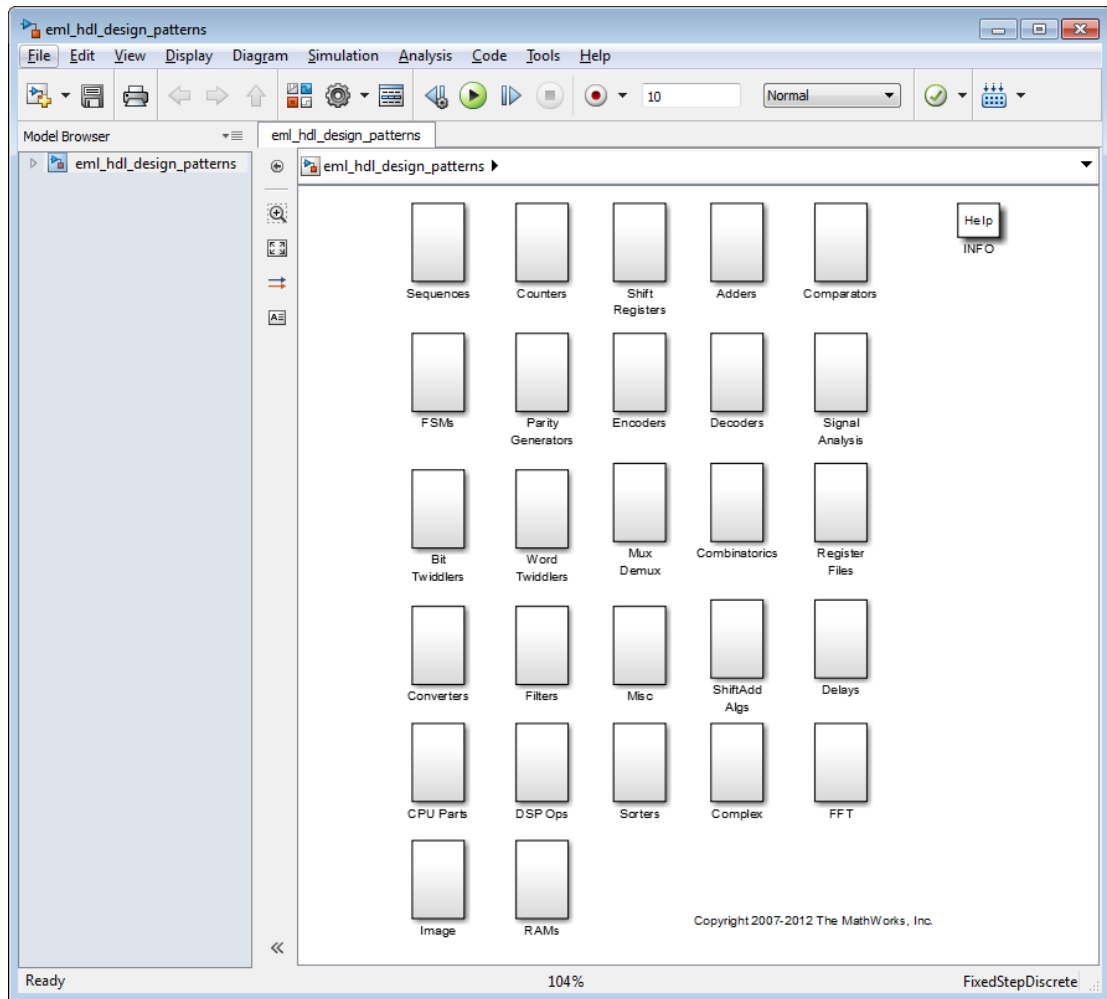 eml_hdl_design_patterns
File Edit View Display Diagram Simulation Analysis Code Tools Help
10
Normal
Model Browser
eml_hdl_design_patterns
eml_hdl_design_patterns
eml_hdl_design_patterns
Help
INFO
Sequences
Counters
Shift
Registers
Adders
Comparators
FSMs
Parity
Generators
Encoders
Decoders
Signal
Analysis
Bit
Twiddlers
Word
Twiddlers
Mux
Demux
Combinatorics
Register
Files
Converters
Filters
Misc
ShiftAdd
Algs
Delays
CPU Parts
DSP Ops
Sorters
Complex
FFT
Image
RAMs
Copyright 2007-2012 The MathWorks, Inc.
Ready
104%
FixedStepDiscrete